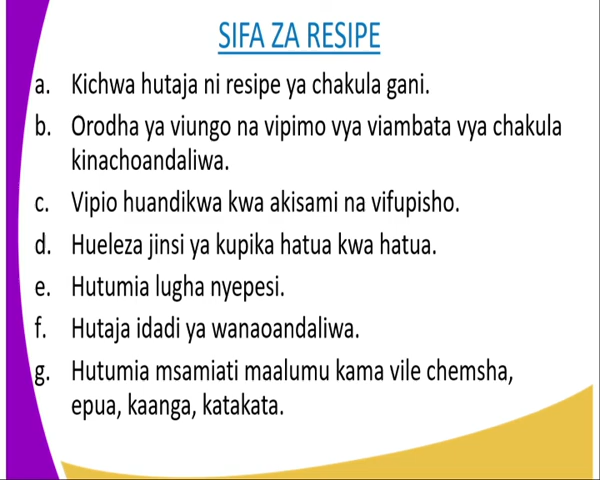 SIFA ZA RESIPE
a. Kichwa hutaja ni resipe ya chakula gani.
b. Orodha ya viungo na vipimo vya viambata vya chakula
kinachoandaliwa.
c. Vipio huandikwa kwa akisami na vifupisho.
d. Hueleza jinsi ya kupika hatua kwa hatua.
e. Hutumia lugha nyepesi.
f. Hutaja idadi ya wanaoandaliwa.
g. Hutumia msamiati maalumu kama vile chemsha,
epua, kaanga, katakata.